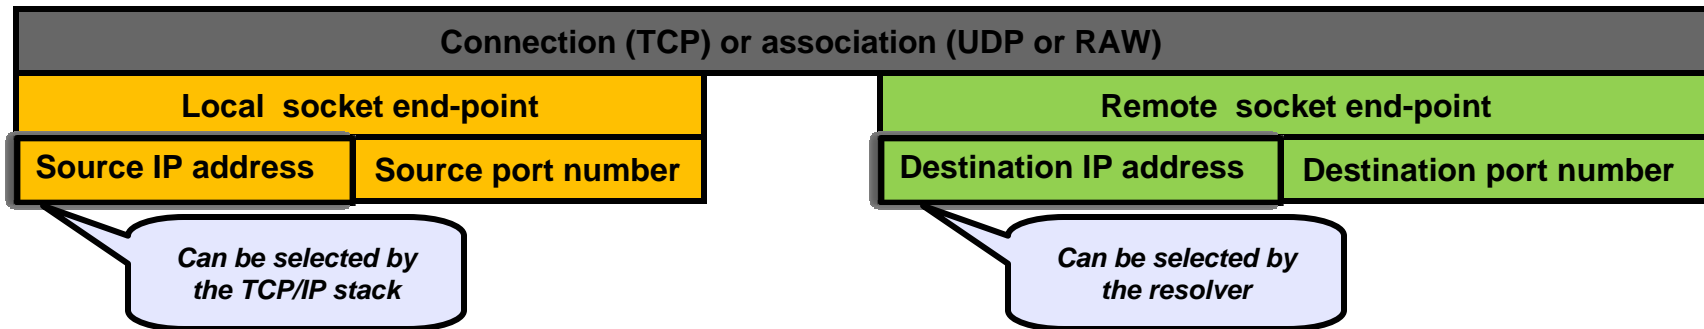 Connection (TCP) or association (UDP or RAW)
Local socket end-point
Remote socket end-point
Source IP address
Source port number
Destination IP address
Destination port number
Can be selected by
the TCP/IP stack
Can be selected by
the resolver